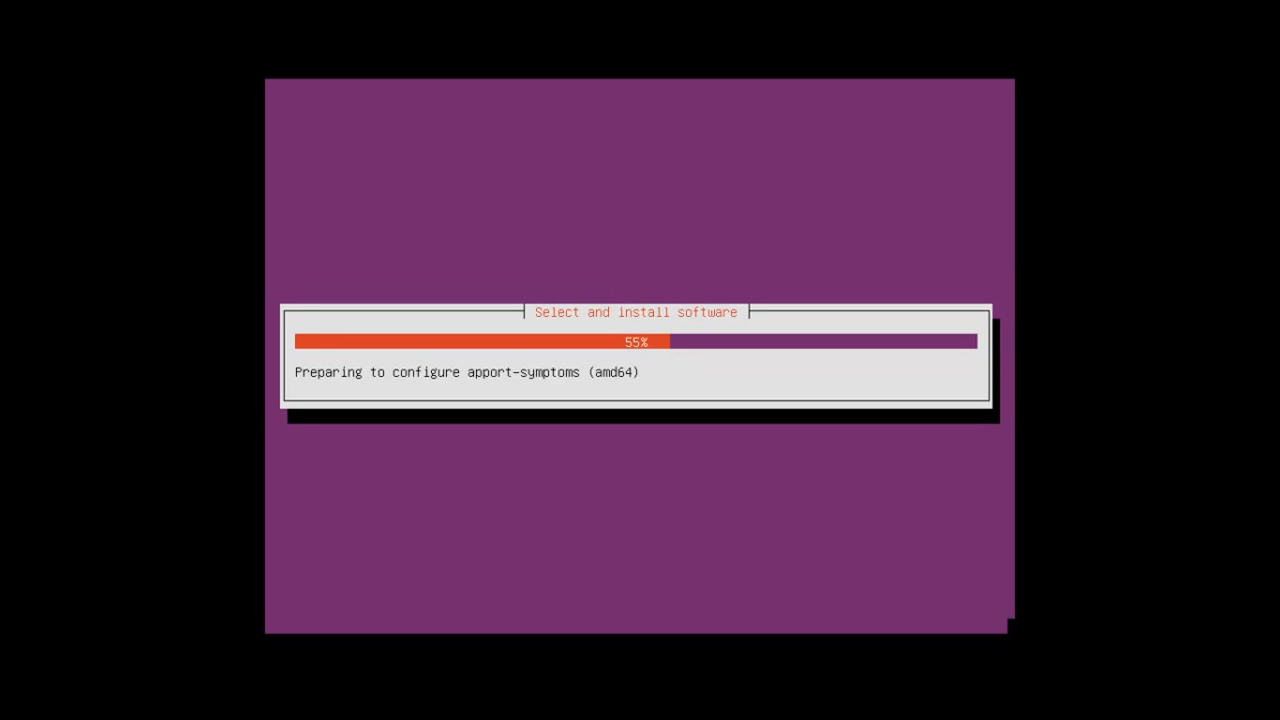 Select and install software
55%
Preparing to configure apport-symptoms (amd64)